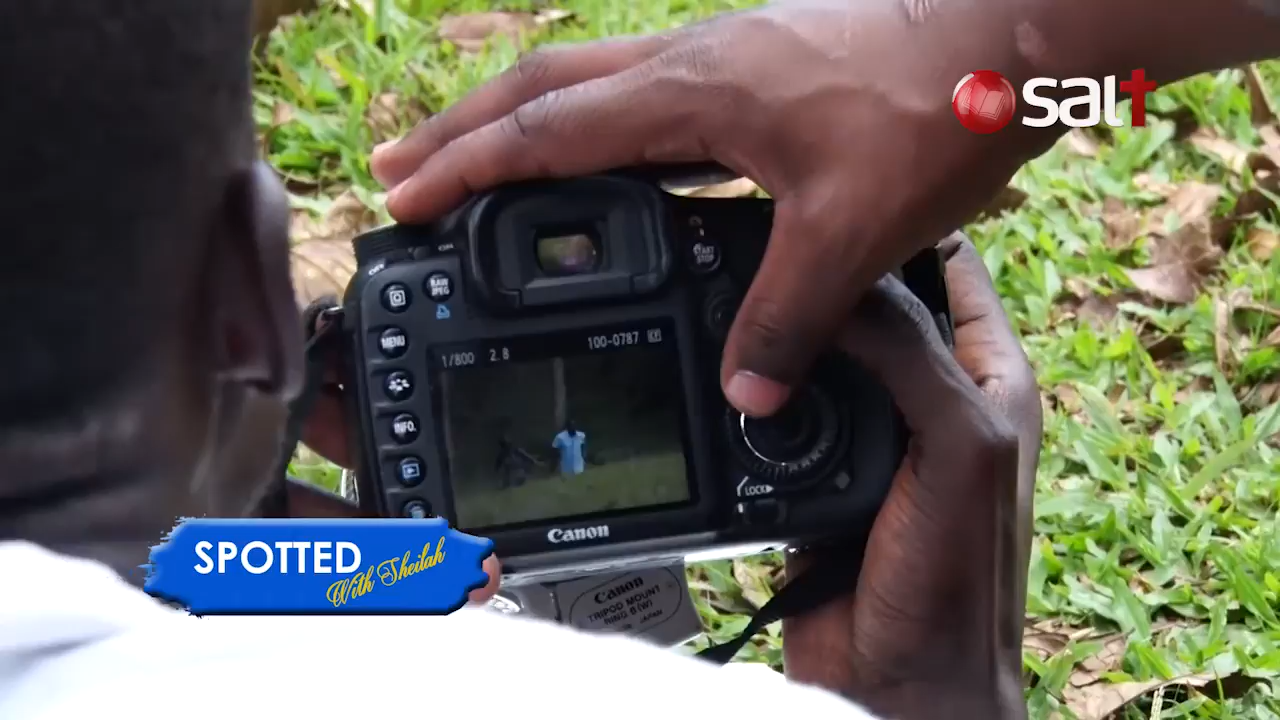 salt
START
STOP
ON
RAW
JPEG
MENU
INFO.
1/800 2.8
100-0787
LOCK
Canon
Canon
TRIPOD MOUNT
RING B (W)
JAPAN
SPOTTED
With Sheilah